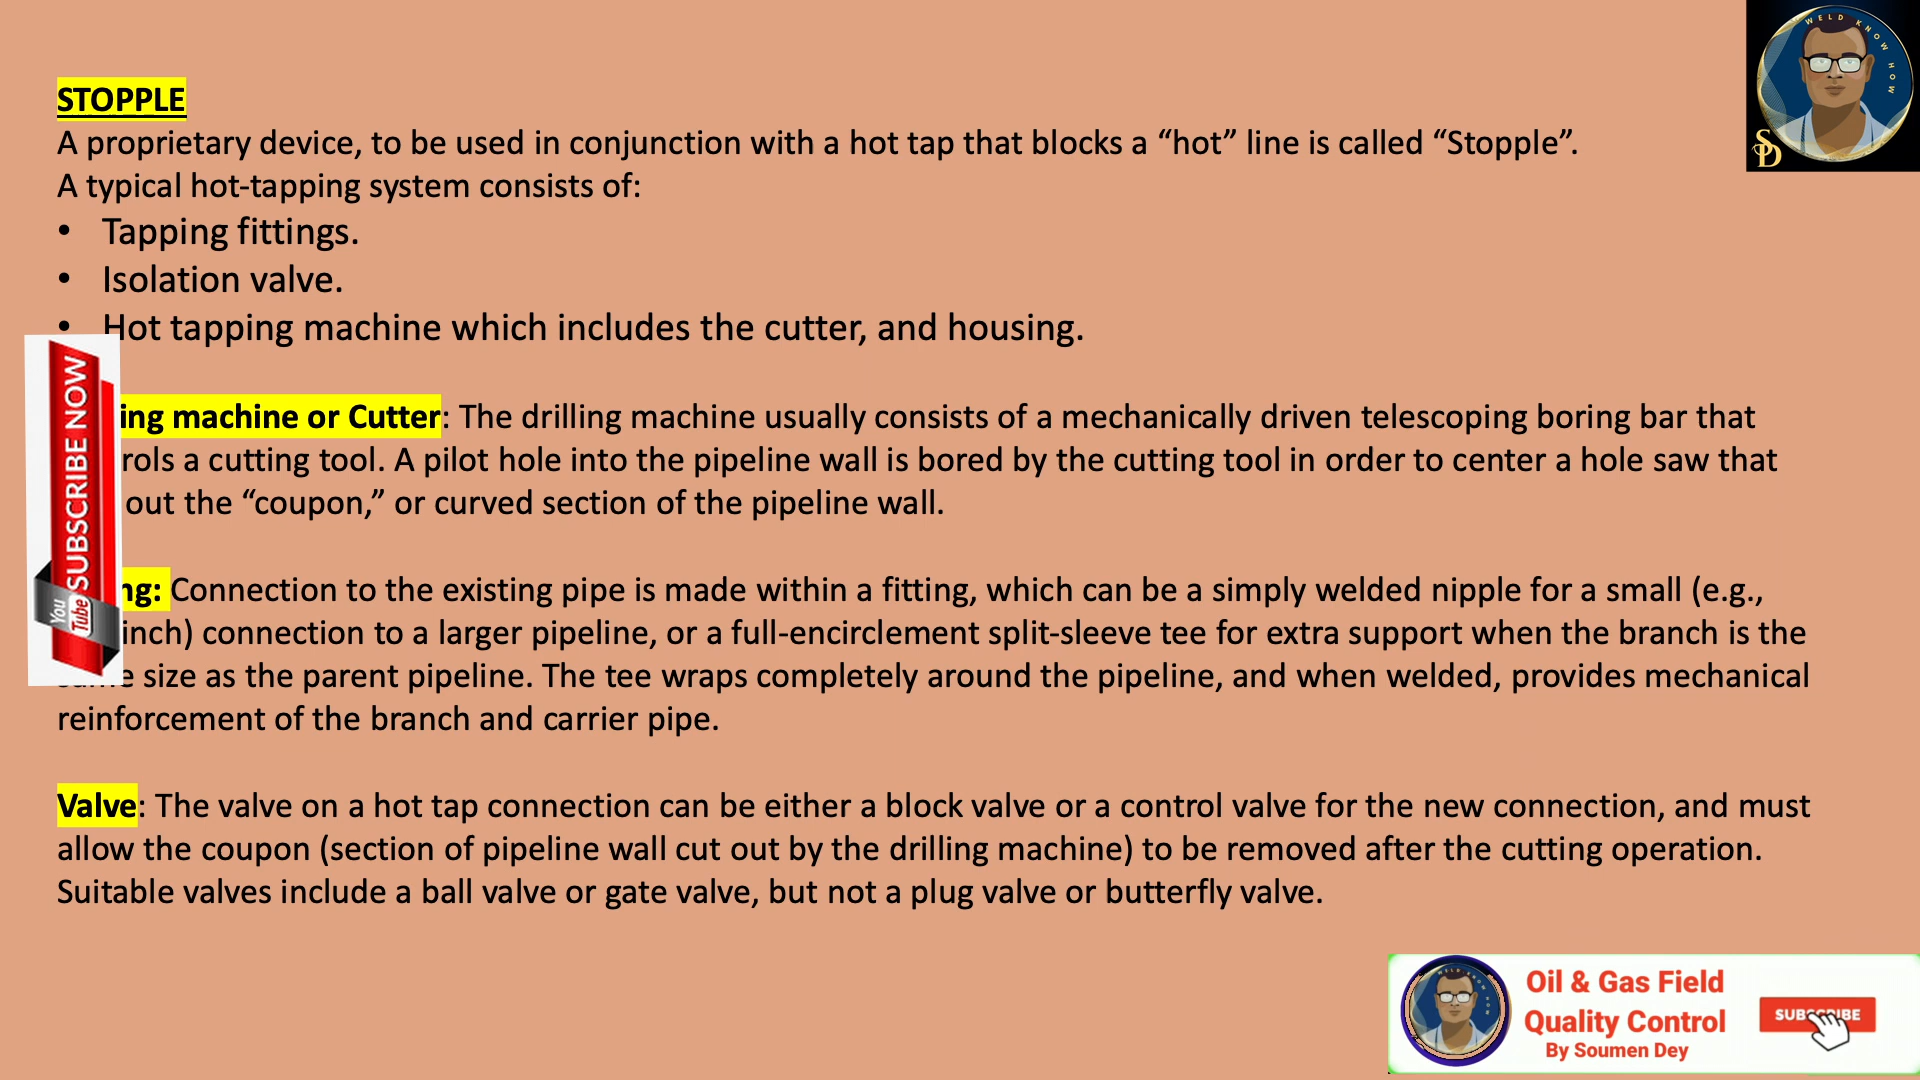 WELD KNOW HOW
SD
STOPPLE
A proprietary device, to be used in conjunction with a hot tap that blocks a “hot” line is called “Stopple”.
A typical hot-tapping system consists of:
• Tapping fittings.
• Isolation valve.
• Hot tapping machine which includes the cutter, and housing.
ing machine or Cutter: The drilling machine usually consists of a mechanically driven telescoping boring bar that
rols a cutting tool. A pilot hole into the pipeline wall is bored by the cutting tool in order to center a hole saw that
out the “coupon,” or curved section of the pipeline wall.
ng: Connection to the existing pipe is made within a fitting, which can be a simply welded nipple for a small (e.g.,
inch) connection to a larger pipeline, or a full-encirclement split-sleeve tee for extra support when the branch is the
size as the parent pipeline. The tee wraps completely around the pipeline, and when welded, provides mechanical
reinforcement of the branch and carrier pipe.
Valve: The valve on a hot tap connection can be either a block valve or a control valve for the new connection, and must
allow the coupon (section of pipeline wall cut out by the drilling machine) to be removed after the cutting operation.
Suitable valves include a ball valve or gate valve, but not a plug valve or butterfly valve.
SUBSCRIBE NOW
You
Tube
Oil & Gas Field
Quality Control
By Soumen Dey
SUBSCRIBE